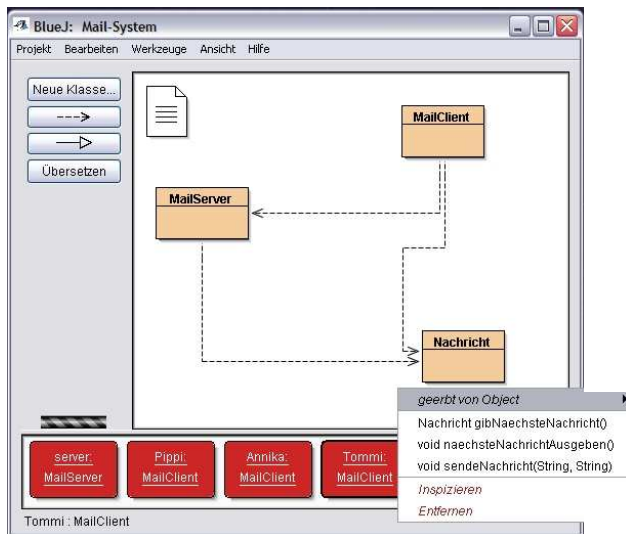 BlueJ: Mail-System
Projekt Bearbeiten Werkzeuge Ansicht Hilfe
Neue Klasse...
Übersetzen
MailClient
MailServer
Nachricht
geerbt von Object
Nachricht gibNaechsteNachricht()
void naechsteNachrichtAusgeben()
void sendeNachricht(String, String)
Inspizieren
Entfernen
server:
MailServer
Pippi:
MailClient
Annika:
MailClient
Tommi:
MailClient
Tommi : MailClient